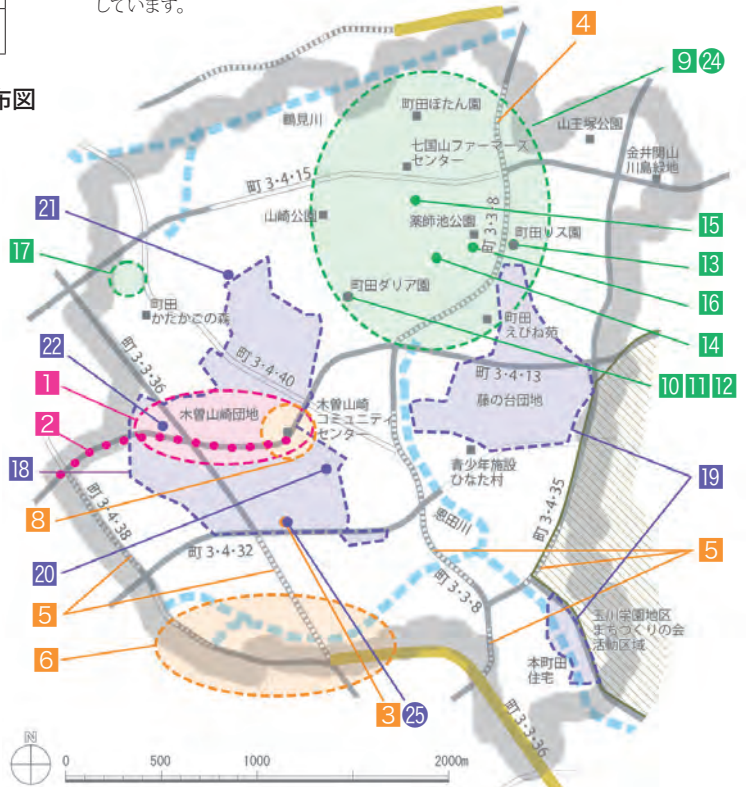 しています。
布図
4
9 24
町田ぼたん園
鶴見川
山王塚公園
七国山ファーマース
センター
金井関山
川島緑地
町3・4・15
21
山崎公園
薬師池公園
町3・3・8
町田リス園
15
17
13
16
町田ダリア園
町田
かたかごの森
町田
えびね苑
14
22
町3・3・36
町3・4・40
町3・4・13
10 11 12
1
木曽山崎団地
木曽山崎
コミュニティ
センター
藤の台団地
2
18
青少年施設
ひなた村
19
8
町3・4・38
恩田川
町3・4・35
20
町3・4・32
5
町3・3・8
5
玉川学園地区
まちづくりの会
活動区域
6
本町田
住宅
3 25
町3・3・36
N
0 500 1000 2000m